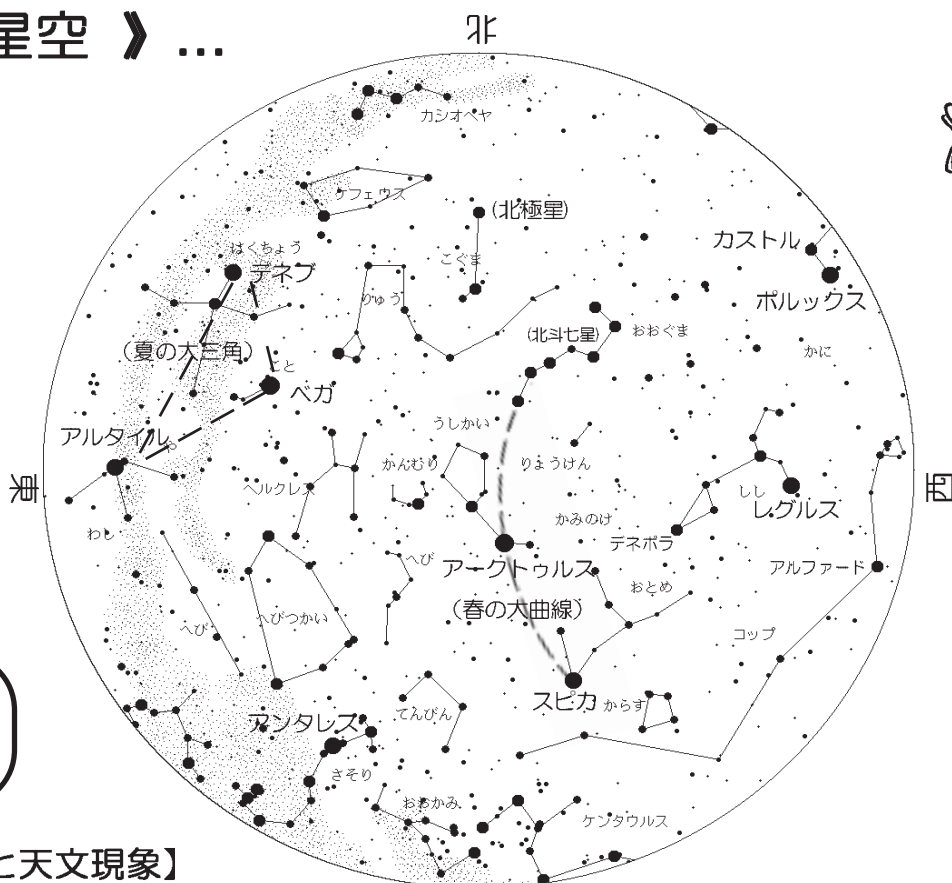 星空 》…
北
カシオペヤ
ケフェウス
(北極星)
カストル
はくちょう
デネブ
こぐま
ポルックス
りゅう
(北斗七星)
おおぐま
(夏の大三角)
かに
こと
ベガ
うしかい
アルタイル
や
かんむり
りょうけん
東
ヘルクレス
しし
西
レグルス
かみのけ
わし
デネボラ
アークトゥルス
アルファード
へび
おとめ
(春の大曲線)
へびつかい
へび
コップ
スピカ
からす
てんびん
アンタレス
さそり
おおかみ
ケンタウルス
と天文現象】